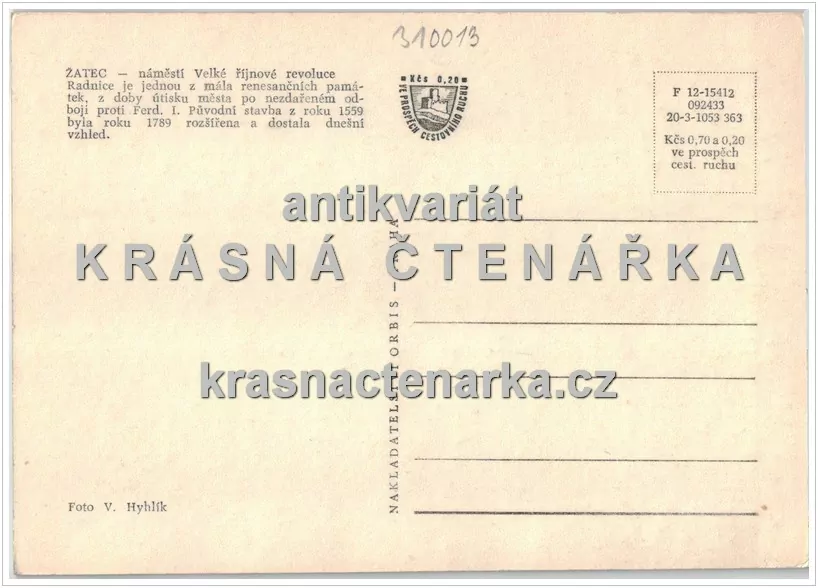 310013
ŽATEC — náměstí Velké říjnové revoluce
Radnice je jednou z mála renesančních pamá-
tek, z doby útisku města po nezdařeném od-
boji proti Ferd. I. Původní stavba z roku 1559
byla roku 1789 rozšířena a dostala dnešní
vzhled.
Kčs 0,20
VE PROSPĚCH CESTOVNÍHO RUCHU
F 12-15412
092433
20-3-1053 363
Kčs 0,70 a 0,20
ve prospěch
cest. ruchu
antikvariát
KRÁSNÁ ČTENÁŘKA
krasnactenarka.cz
NAKLADATELSTVÍ ORBIS —
Foto V. Hyhlík